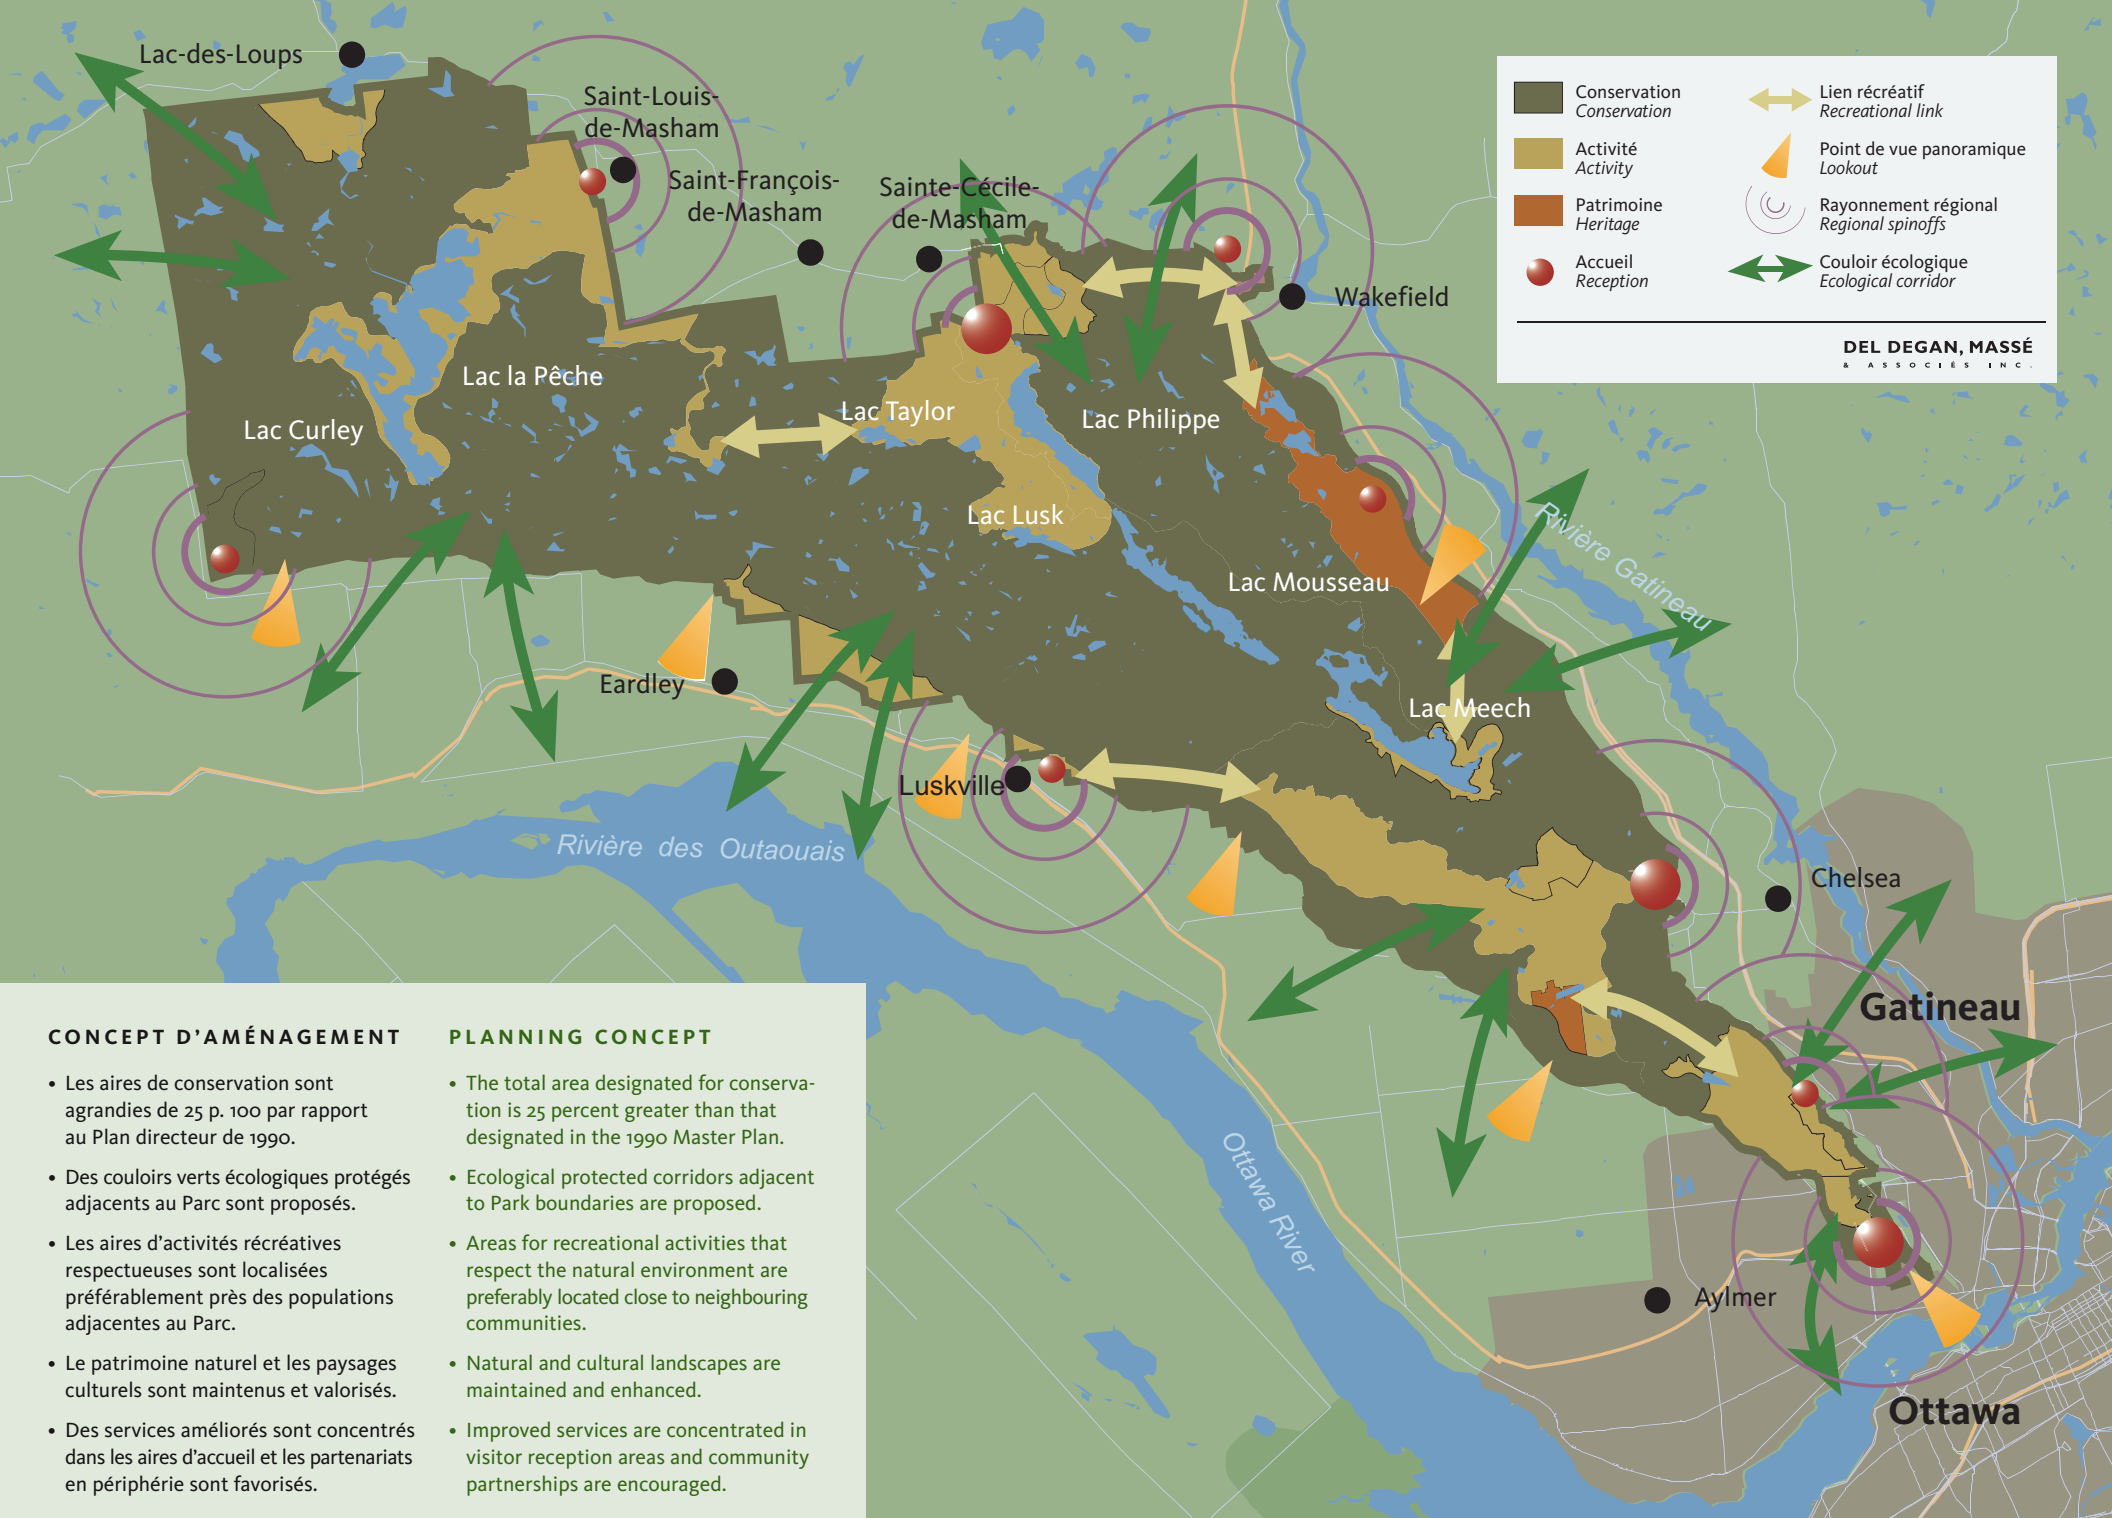 Lac-des-Loups
Saint-Louis-
de-Masham
Saint-François-
de-Masham
Sainte-Cécile-
de-Masham
Wakefield
Lac la Pêche
Lac Curley
Lac Taylor
Lac Philippe
Lac Lusk
Lac Mousseau
Lac Meech
Rivière Gatineau
Eardley
Luskville
Rivière des Outaouais
Chelsea
Gatineau
Ottawa River
Aylmer
Ottawa
Conservation
Conservation
Activité
Activity
Patrimoine
Heritage
Accueil
Reception
Lien récréatif
Recreational link
Point de vue panoramique
Lookout
Rayonnement régional
Regional spinoffs
Couloir écologique
Ecological corridor
DEL DEGAN, MASSÉ
& ASSOCIÉS INC.
CONCEPT D'AMÉNAGEMENT
• Les aires de conservation sont
agrandies de 25 p. 100 par rapport
au Plan directeur de 1990.
• Des couloirs verts écologiques protégés
adjacents au Parc sont proposés.
• Les aires d'activités récréatives
respectueuses sont localisées
préférablement près des populations
adjacentes au Parc.
• Le patrimoine naturel et les paysages
culturels sont maintenus et valorisés.
• Des services améliorés sont concentrés
dans les aires d'accueil et les partenariats
en périphérie sont favorisés.
PLANNING CONCEPT
• The total area designated for conserva-
tion is 25 percent greater than that
designated in the 1990 Master Plan.
• Ecological protected corridors adjacent
to Park boundaries are proposed.
• Areas for recreational activities that
respect the natural environment are
preferably located close to neighbouring
communities.
• Natural and cultural landscapes are
maintained and enhanced.
• Improved services are concentrated in
visitor reception areas and community
partnerships are encouraged.